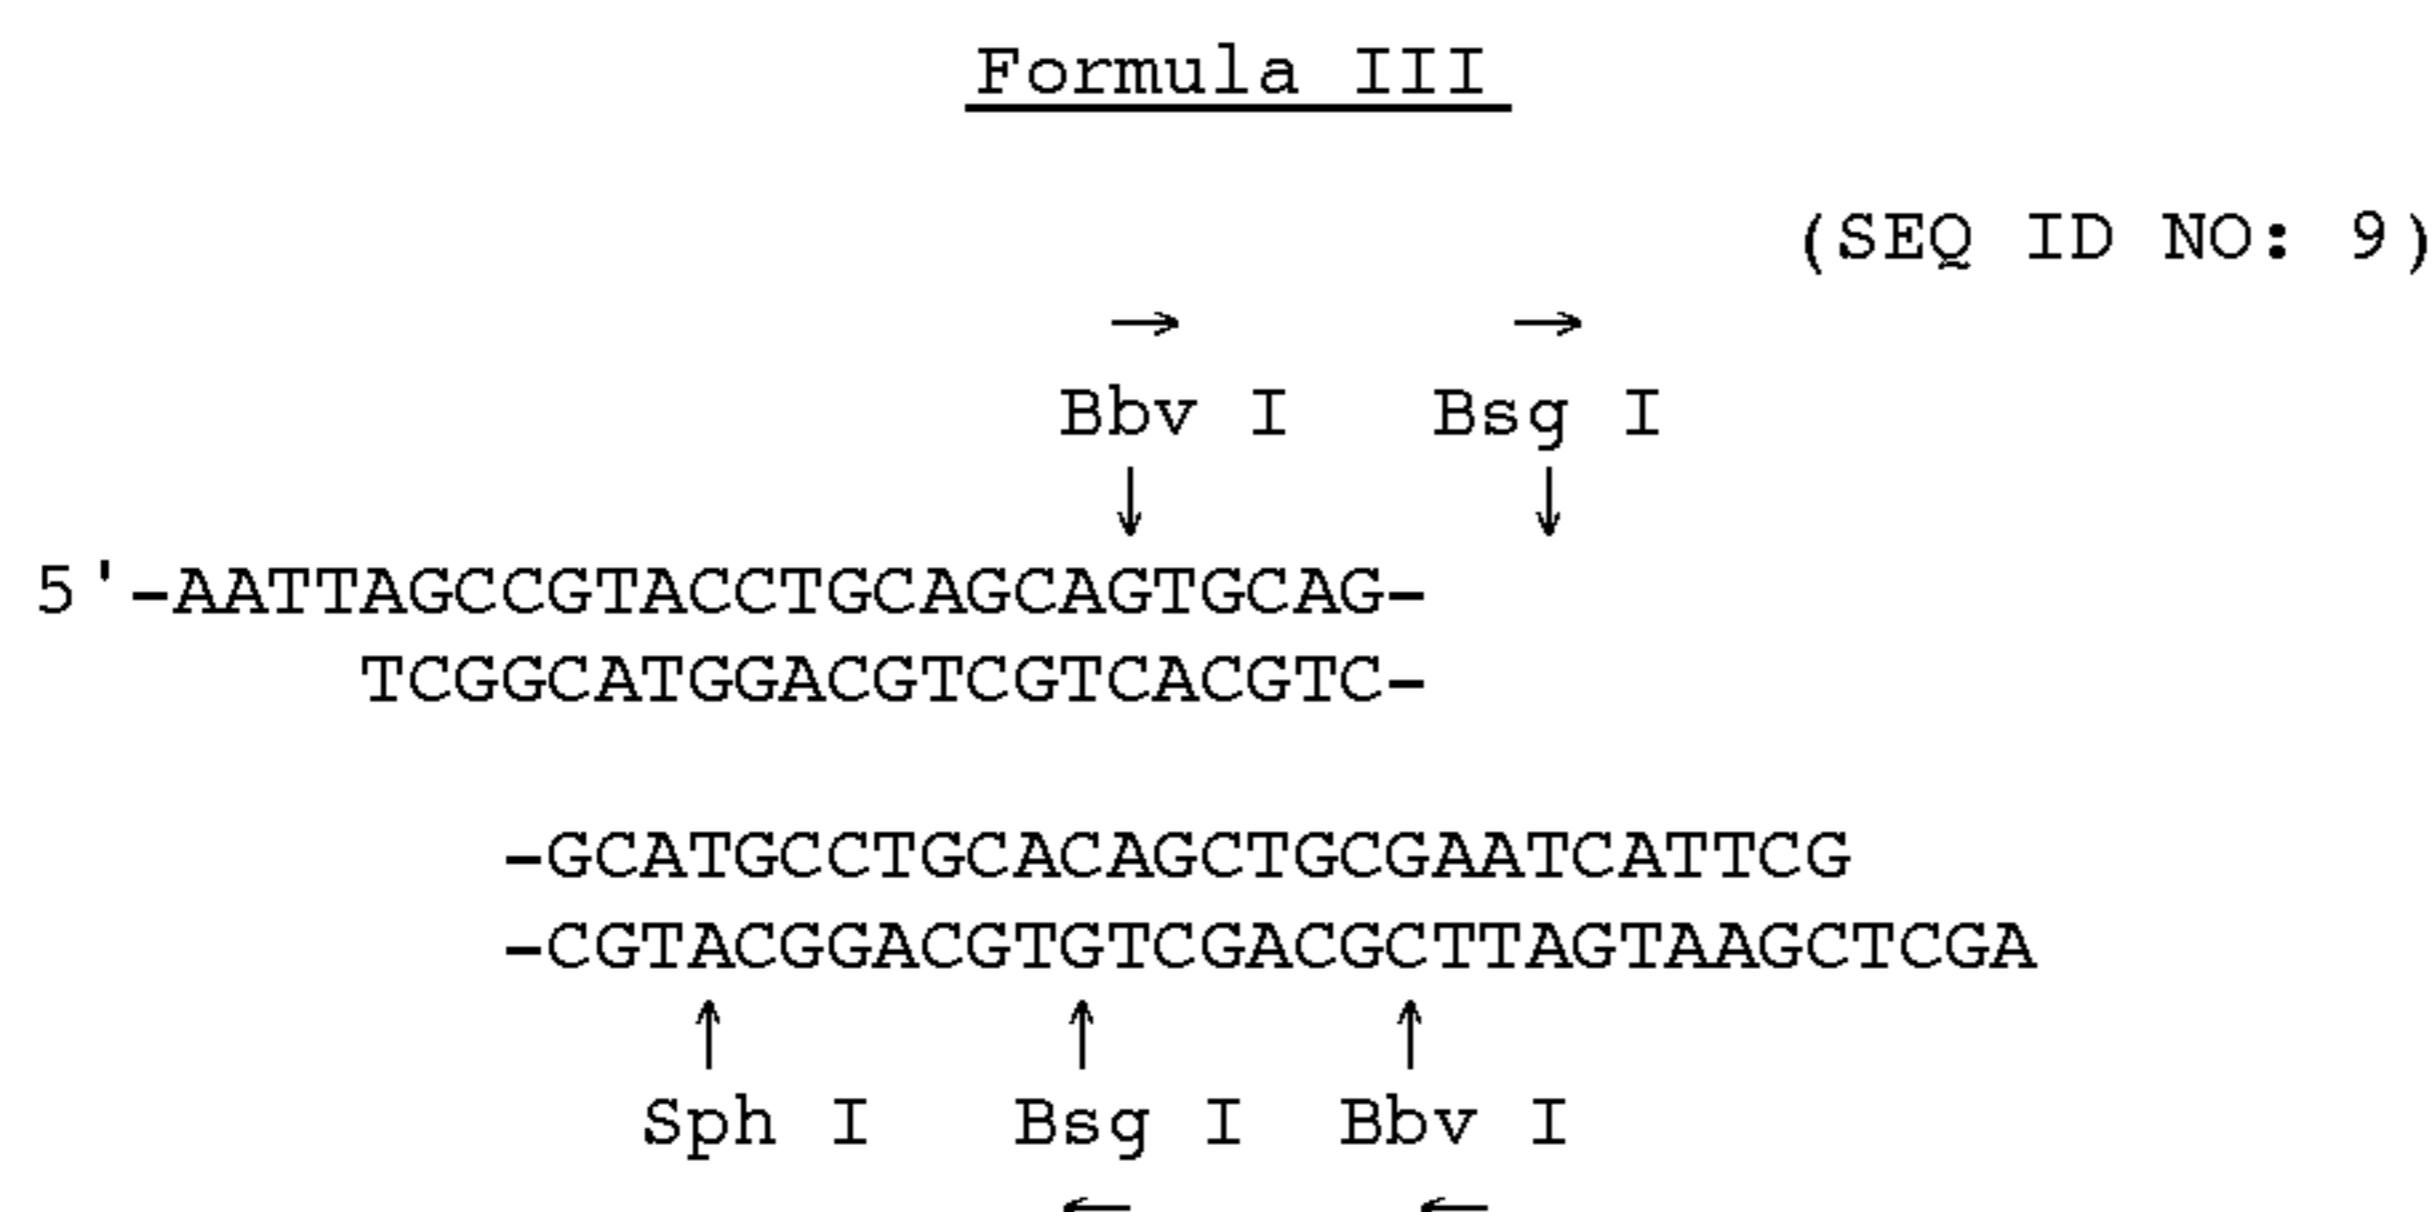 Formula III
(SEQ ID NO: 9)
→ →
Bbv I Bsg I
↓ ↓
5'-AATTAGCCGTACCTGCAGCAGTGCAG-
TCGGCATGGACGTCGTCACGTC-
-GCATGCCTGCACAGCTGCGAATCATTCG
-CGTACGGACGTGTCGACGCTTAGTAAGCTCGA
↑ ↑ ↑
Sph I Bsg I Bbv I
← ←